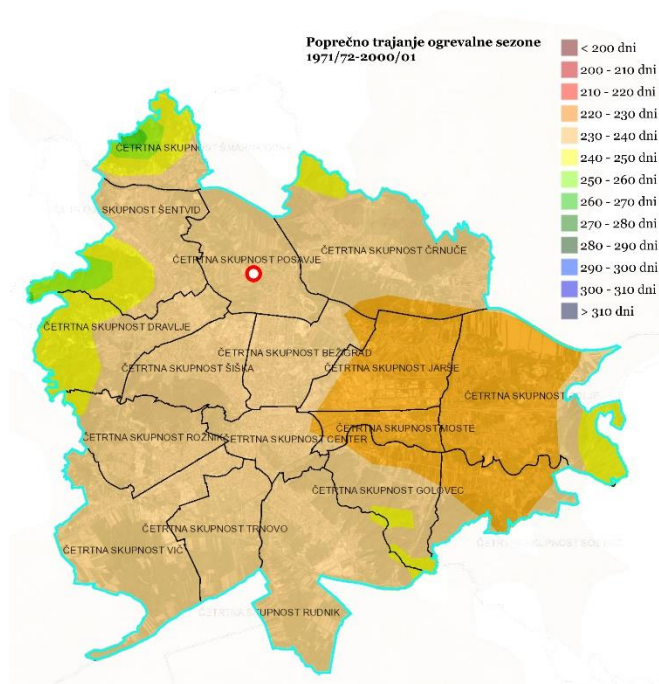 Poprečno trajanje ogrevalne sezone
1971/72-2000/01
< 200 dni
200 - 210 dni
210 - 220 dni
220 - 230 dni
230 - 240 dni
240 - 250 dni
250 - 260 dni
260 - 270 dni
270 - 280 dni
280 - 290 dni
290 - 300 dni
300 - 310 dni
> 310 dni
ČETRTNA SKUPN
SKUPNOST ŠENTVID
ČETRTNA SKUPNOST ČRNUČE
ČETRTNA SKUPNOST POSAVJE
ČETRTNA SKUPNOST DRAVLJE
ČETRTNA SKUPNOST BEŽIGRAD
ČETRTNA SKUPNOST ŠIŠKA
ČETRTNA SKUPNOST JARŠE
ČETRTNA SKUPNOST
ČETRTNA SKUPNOST MOSTE
ČETRTNA SKUPNOST ROŽNIK
ČETRTNA SKUPNOST CENTER
ČETRTNA SKUPNOST GOLOVEC
ČETRTNA SKUPNOST TRNOVO
ČETRTNA SKUPNOST VIČ
SKUPNOST RUDNIK